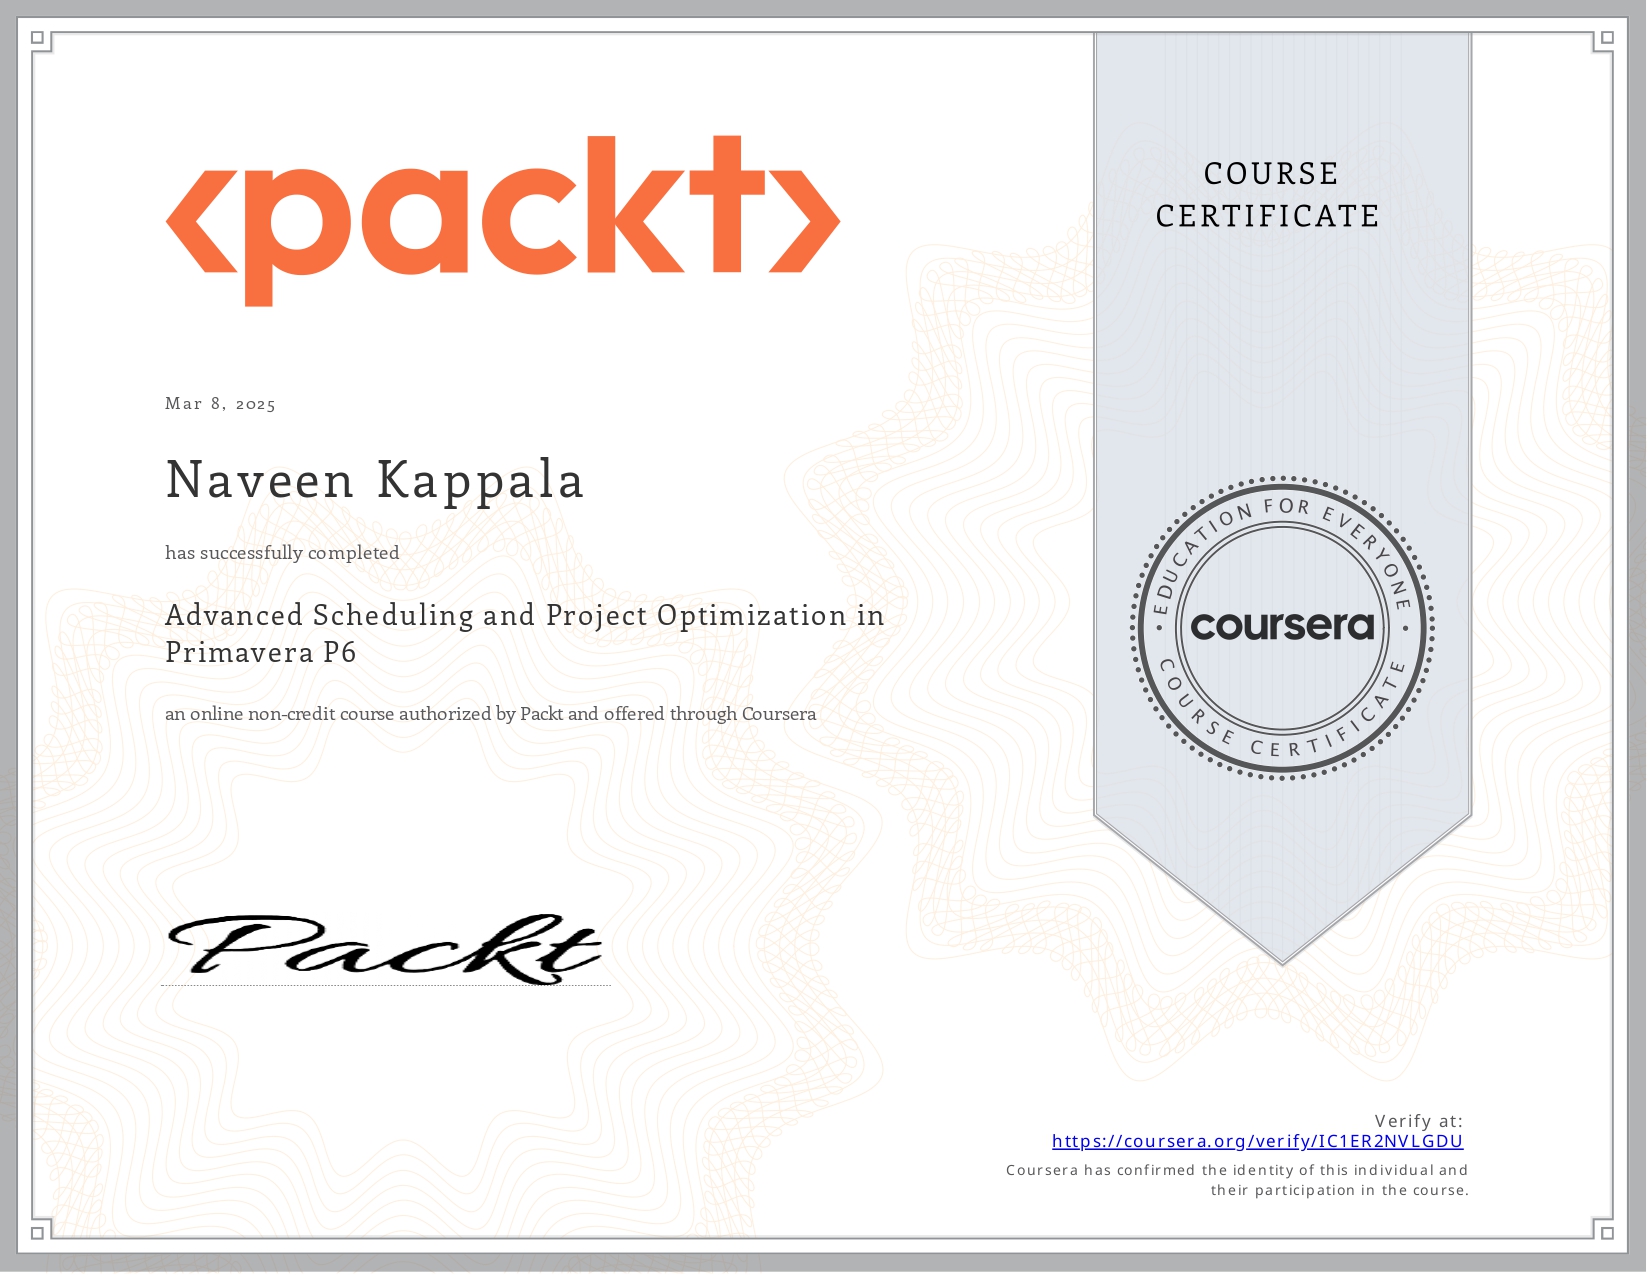 <packt>
COURSE
CERTIFICATE
Mar 8, 2025
Naveen Kappala
has successfully completed
Advanced Scheduling and Project Optimization in
Primavera P6
an online non-credit course authorized by Packt and offered through Coursera
EDUCATION FOR EVERYONE
coursera
COURSE CERTIFICATE
Packt
Verify at:
https://coursera.org/verify/IC1ER2NVLGDU
Coursera has confirmed the identity of this individual and
their participation in the course.